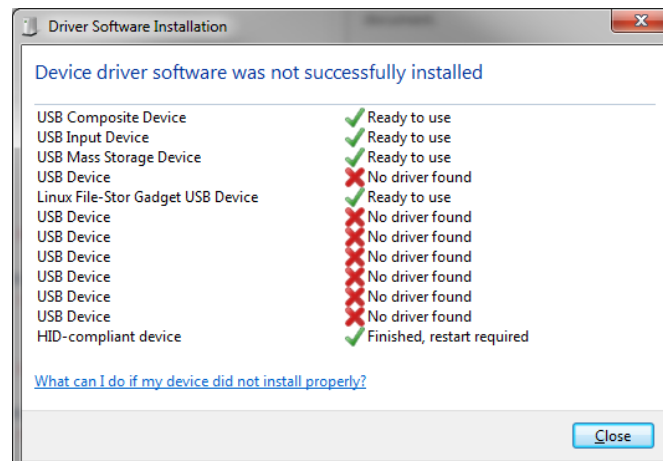 Driver Software Installation
Device driver software was not successfully installed
USB Composite Device Ready to use
USB Input Device Ready to use
USB Mass Storage Device Ready to use
USB Device No driver found
Linux File-Stor Gadget USB Device Ready to use
USB Device No driver found
USB Device No driver found
USB Device No driver found
USB Device No driver found
USB Device No driver found
USB Device No driver found
HID-compliant device Finished, restart required
What can I do if my device did not install properly?
Close